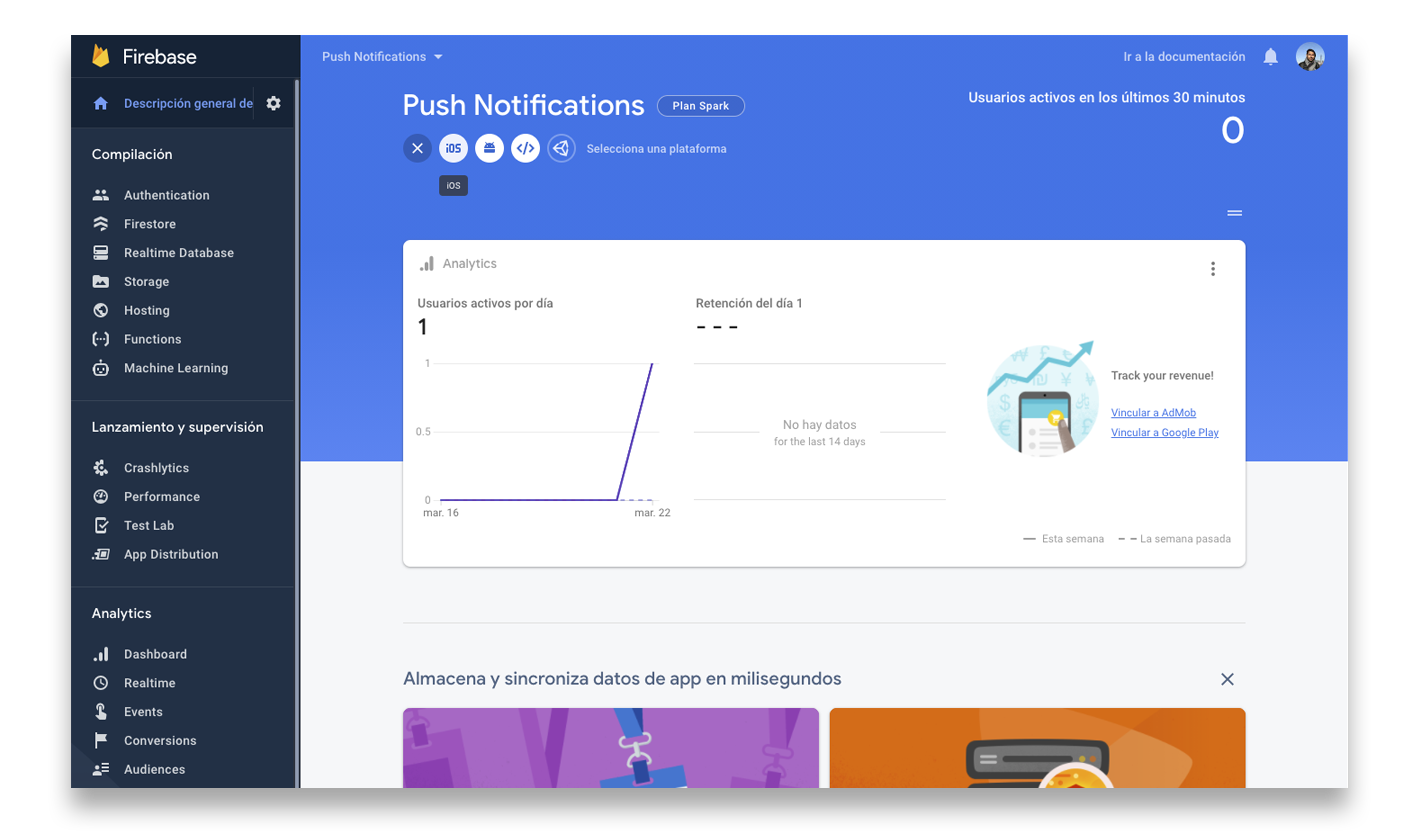 Firebase
Descripción general de
Compilación
Authentication
Firestore
Realtime Database
Storage
Hosting
Functions
Machine Learning
Lanzamiento y supervisión
Crashlytics
Performance
Test Lab
App Distribution
Analytics
Dashboard
Realtime
Events
Conversions
Audiences
Push Notifications
Ir a la documentación
Push Notifications
Plan Spark
Usuarios activos en los últimos 30 minutos
0
iOS
Selecciona una plataforma
iOS
Analytics
Usuarios activos por día
1
1
0.5
0
mar. 16
mar. 22
Retención del día 1
- - -
No hay datos
for the last 14 days
Track your revenue!
Vincular a AdMob
Vincular a Google Play
Esta semana
La semana pasada
Almacena y sincroniza datos de app en milisegundos